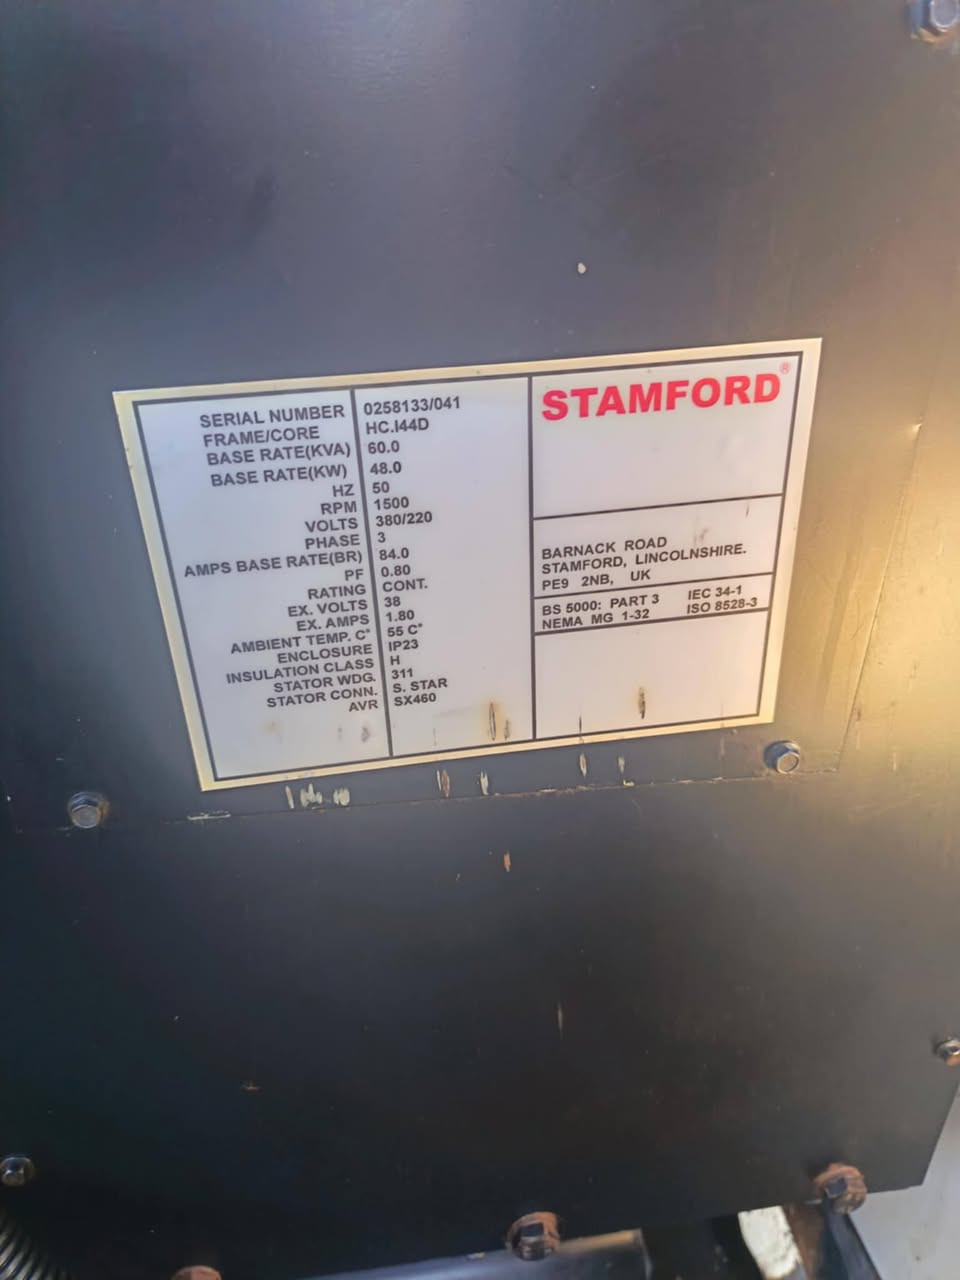 SERIAL NUMBER 0258133/041
FRAME/CORE HC.I44D
BASE RATE(KVA) 60.0
BASE RATE(KW) 48.0
HZ 50
RPM 1500
VOLTS 380/220
PHASE 3
AMPS BASE RATE(BR) 84.0
PF 0.80
RATING CONT.
EX. VOLTS 38
EX. AMPS 1.80
AMBIENT TEMP. C° 55 C°
ENCLOSURE IP23
INSULATION CLASS H
STATOR WDG. 311
STATOR CONN. S. STAR
AVR SX460
STAMFORD®
BARNACK ROAD
STAMFORD, LINCOLNSHIRE.
PE9 2NB, UK
BS 5000: PART 3 IEC 34-1
NEMA MG 1-32 ISO 8528-3